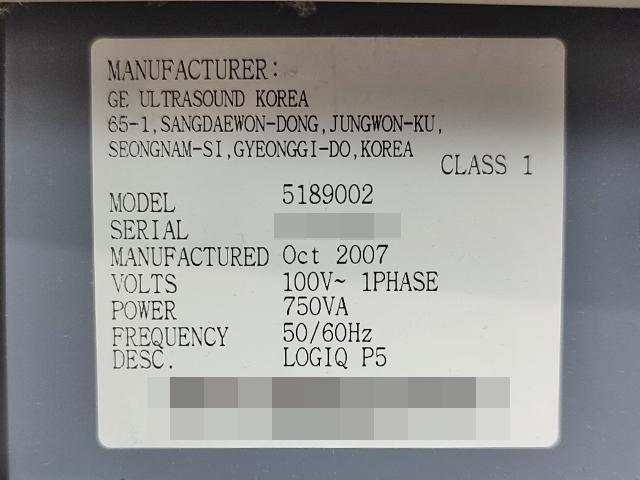 MANUFACTURER:
GE ULTRASOUND KOREA
65-1,SANGDAEWON-DONG,JUNGWON-KU,
SEONGNAM-SI,GYEONGGI-DO,KOREA
CLASS 1
MODEL 5189002
SERIAL
MANUFACTURED Oct 2007
VOLTS 100V~ 1PHASE
POWER 750VA
FREQUENCY 50/60Hz
DESC. LOGIQ P5